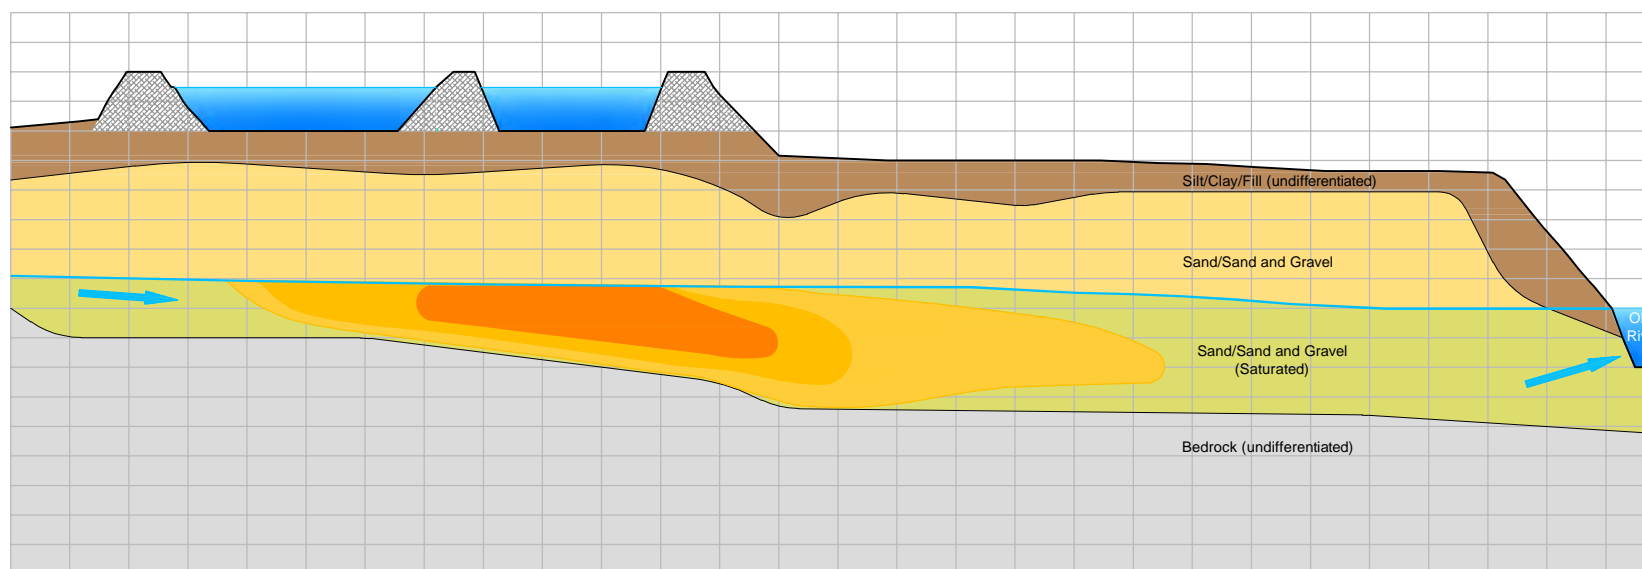 Silt/Clay/Fill (undifferentiated)
Sand/Sand and Gravel
Sand/Sand and Gravel
(Saturated)
Bedrock (undifferentiated)